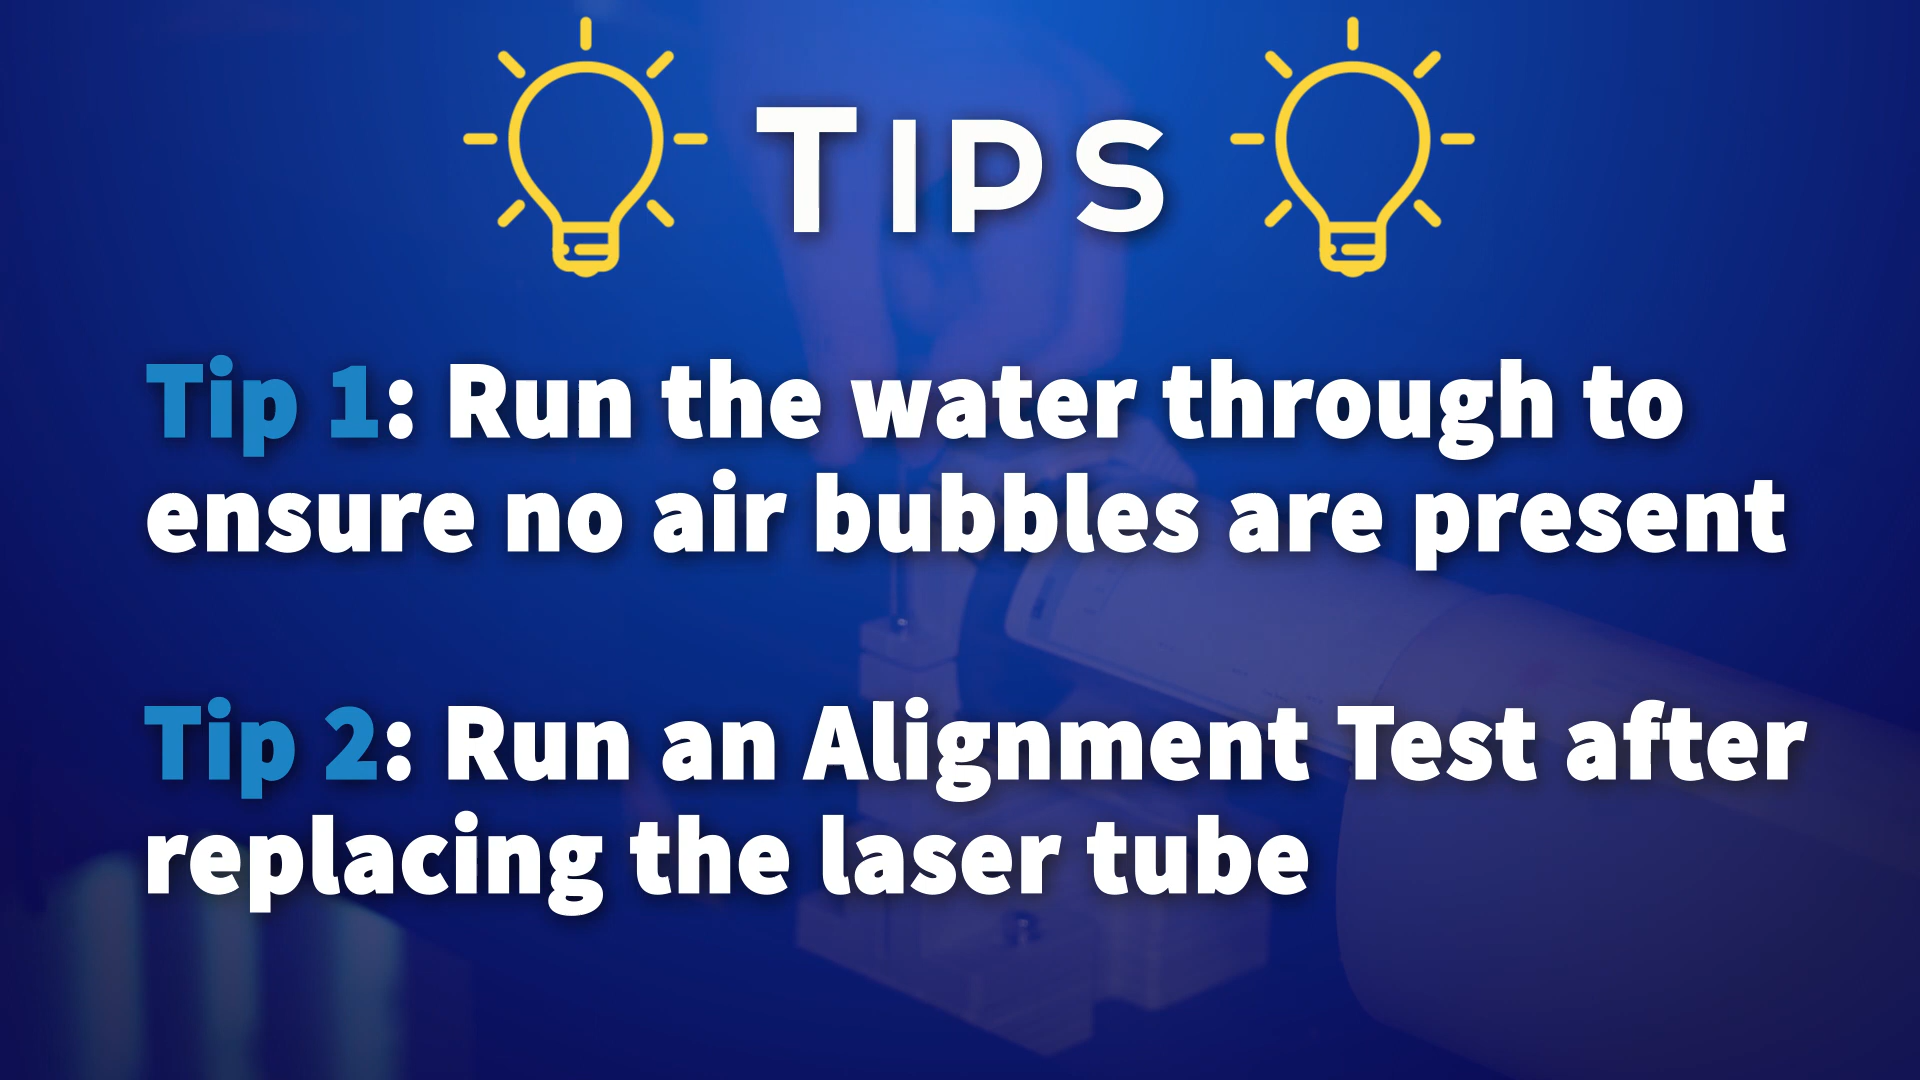 TIPS
Tip 1: Run the water through to
ensure no air bubbles are present
Tip 2: Run an Alignment Test after
replacing the laser tube